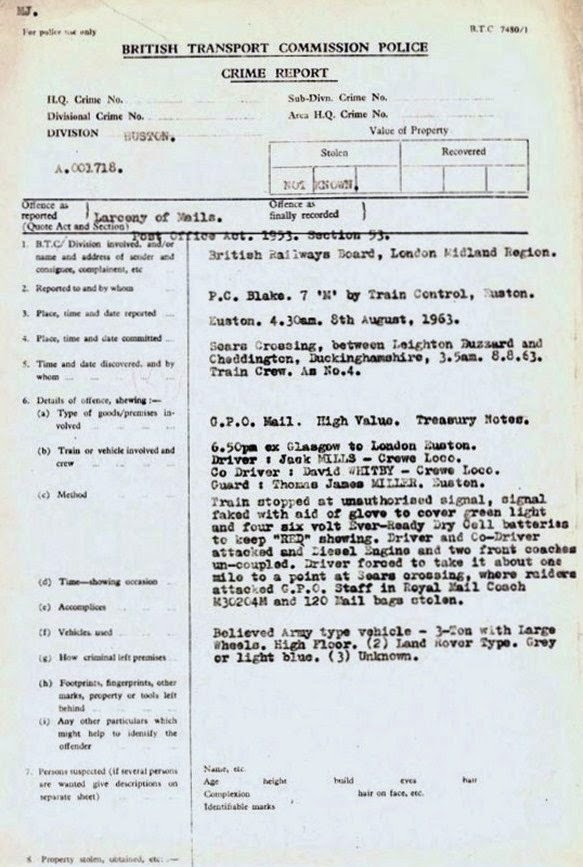 MJ.
For police use only
B.T.C 7480/1
BRITISH TRANSPORT COMMISSION POLICE
CRIME REPORT
H.Q. Crime No.
Sub-Divn. Crime No.
Divisional Crime No.
Area H.Q. Crime No.
DIVISION EUSTON.
Value of Property
Stolen
Recovered
A.001718.
NOT KNOWN.
Offence as reported } Larceny of Mails.
Offence as finally recorded }
(Quote Act and Section) Post Office Act. 1953. Section 53.
1. B.T.C/ Division involved, and/or
name and address of sender and
consignee, complainent, etc
British Railways Board, London Midland Region.
2. Reported to and by whom
P.C. Blake. 7 'M' by Train Control, Euston.
3. Place, time and date reported
Euston. 4.30am. 8th August, 1963.
4. Place, time and date committed
Sears Crossing, between Leighton Buzzard and
Cheddington, Buckinghamshire, 3.5am. 8.8.63.
5. Time and date discovered, and by
whom
Train Crew. As No.4.
6. Details of offence, shewing :—
(a) Type of goods/premises in-
volved
G.P.O. Mail. High Value. Treasury Notes.
(b) Train or vehicle involved and
crew
6.50pm ex Glasgow to London Euston.
Driver : Jack MILLS - Crewe Loco.
Co Driver : David WHITBY - Crewe Loco.
Guard : Thomas James MILLER. Euston.
(c) Method
Train stopped at unauthorised signal, signal
faked with aid of glove to cover green light
and four six volt Ever-Ready Dry Cell batteries
to keep "RED" showing. Driver and Co-Driver
attacked and Diesel Engine and two front coaches
un-coupled. Driver forced to take it about one
mile to a point at Sears crossing, where raiders
attacked G.P.O. Staff in Royal Mail Coach
M30204M and 120 Mail bags stolen.
(d) Time—showing occasion
(e) Accomplices
(f) Vehicles used
Believed Army type vehicle - 3-Ton with Large
Wheels. High Floor. (2) Land Rover Type. Grey
or light blue. (3) Unknown.
(g) How criminal left premises
(h) Footprints, fingerprints, other
marks, property or tools left
behind
(i) Any other particulars which
might help to identify the
offender
7. Persons suspected (if several persons
are wanted give descriptions on
separate sheet)
Name, etc.
Age height build eyes hair
Complexion hair on face, etc.
Identifiable marks
8. Property stolen, obtained, etc :—